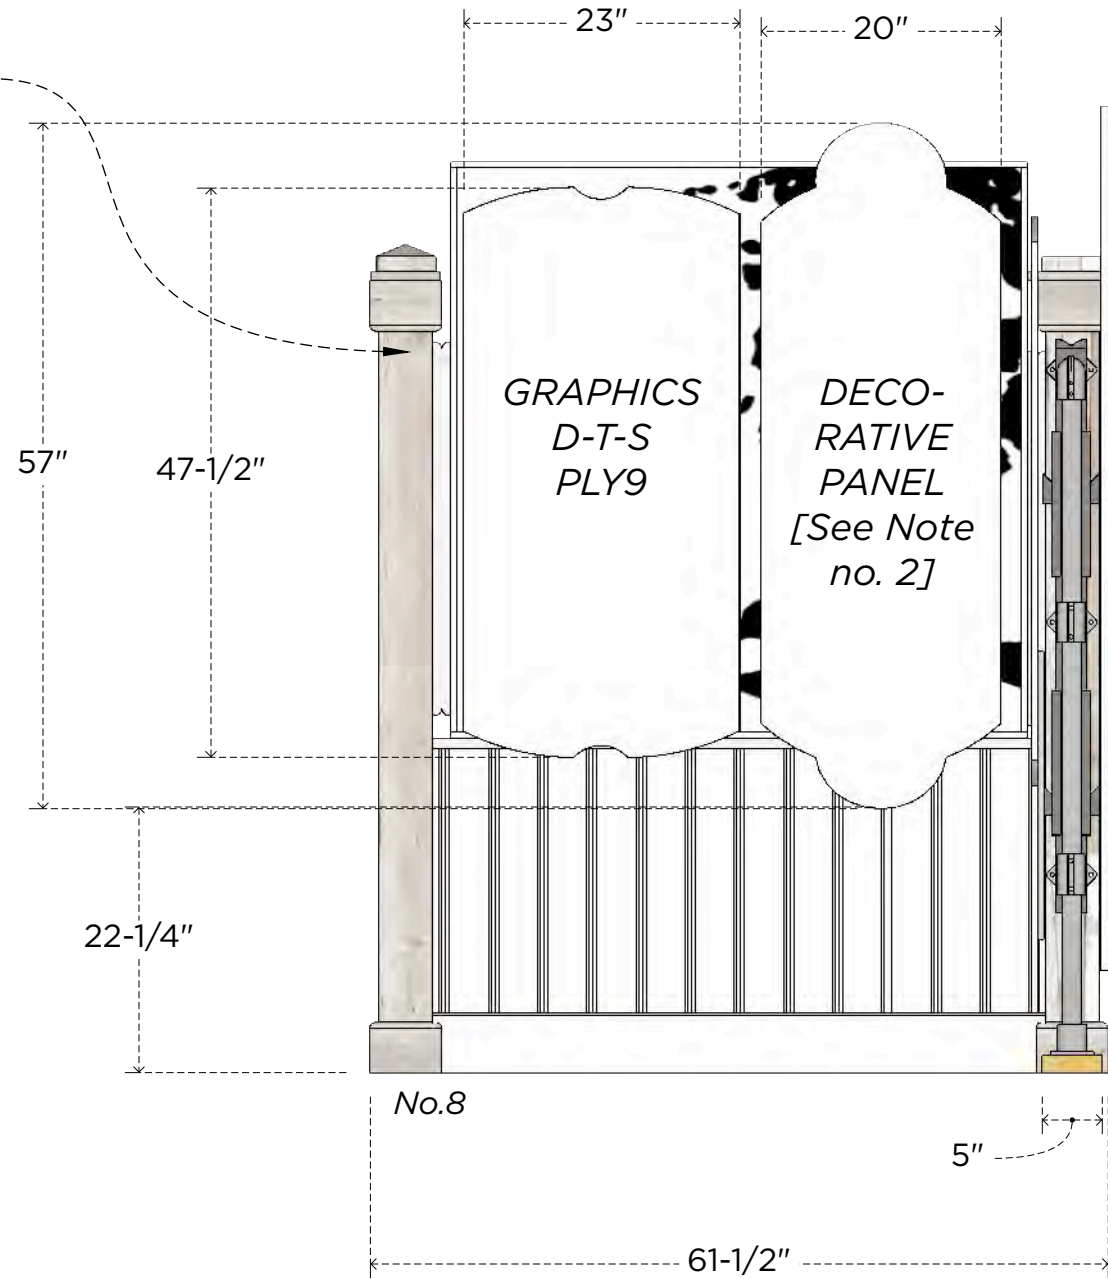 23"
20"
GRAPHICS
D-T-S
PLY9
DECO-
RATIVE
PANEL
[See Note
no. 2]
57"
47-1/2"
22-1/4"
No.8
5"
61-1/2"